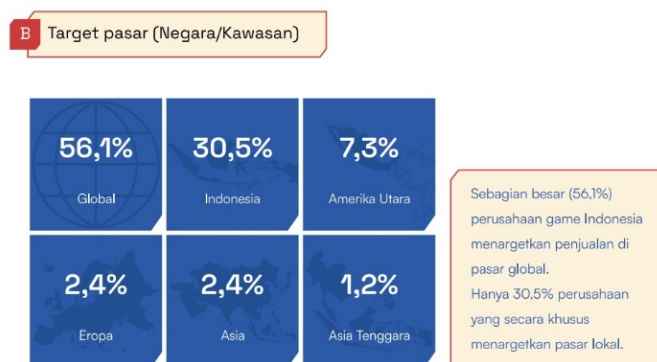 B Target pasar (Negara/Kawasan)
56,1%
Global
30,5%
Indonesia
7,3%
Amerika Utara
2,4%
Eropa
2,4%
Asia
1,2%
Asia Tenggara
Sebagian besar (56,1%)
perusahaan game Indonesia
menargetkan penjualan di
pasar global.
Hanya 30,5% perusahaan
yang secara khusus
menargetkan pasar lokal.